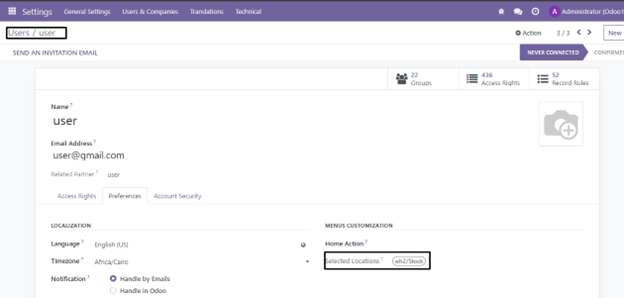 Settings General Settings Users & Companies Translations Technical Administrator (Odoo1
Users / user Action 3 / 3 New
SEND AN INVITATION EMAIL NEVER CONNECTED CONFIRME
22 Groups 436 Access Rights 52 Record Rules
Name ?
user
Email Address ?
user@gmail.com
Related Partner ? user
Access Rights Preferences Account Security
LOCALIZATION MENUS CUSTOMIZATION
Language ? English (US) Home Action ?
Timezone ? Africa/Cairo Selected Locations ? wh2/Stock
Notification ? Handle by Emails
Handle in Odoo